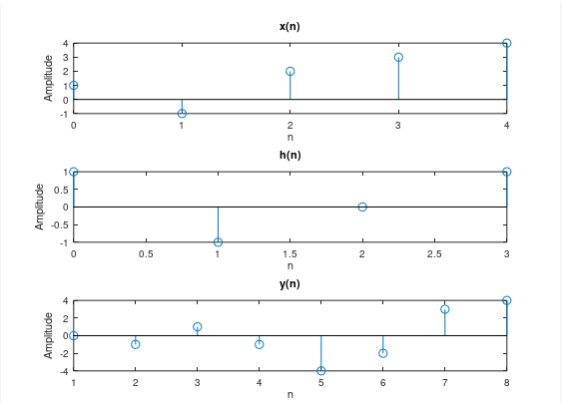 x(n)
4
3
2
1
0
-1
Amplitude
0 1 2 3 4
n
h(n)
1
0.5
0
-0.5
-1
Amplitude
0 0.5 1 1.5 2 2.5 3
n
y(n)
4
2
0
-2
-4
Amplitude
1 2 3 4 5 6 7 8
n